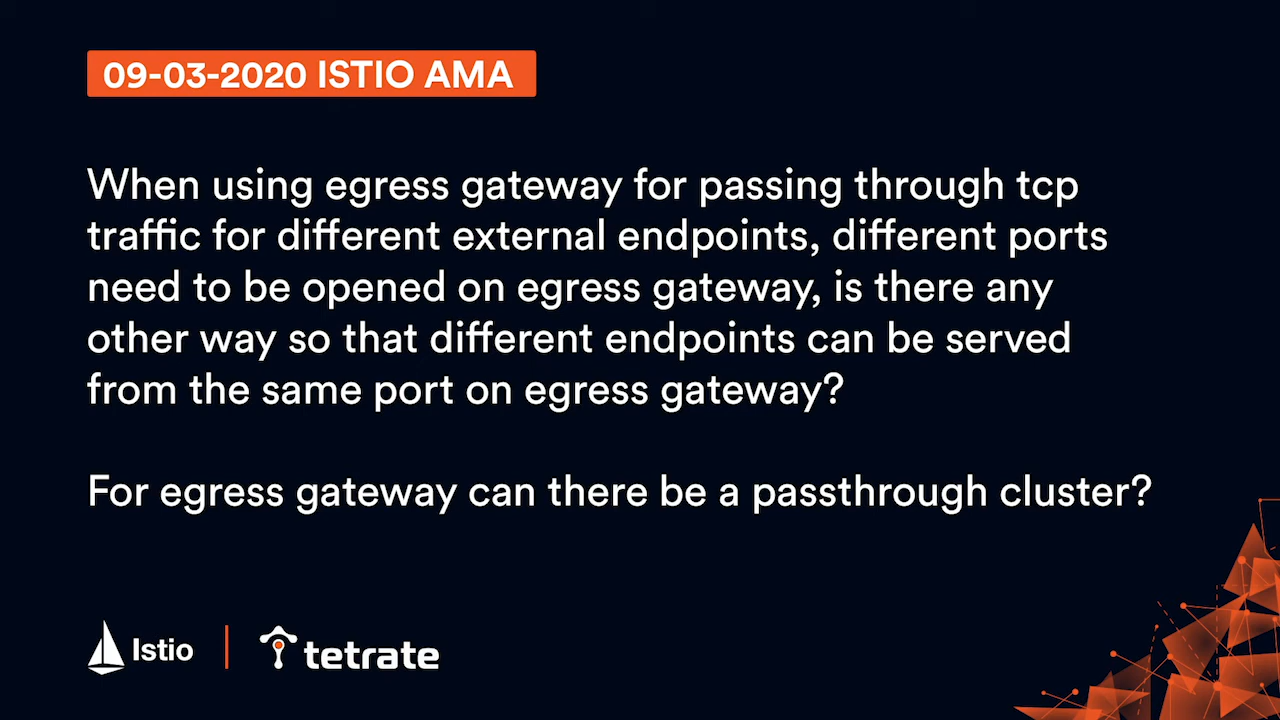 09-03-2020 ISTIO AMA
When using egress gateway for passing through tcp
traffic for different external endpoints, different ports
need to be opened on egress gateway, is there any
other way so that different endpoints can be served
from the same port on egress gateway?
For egress gateway can there be a passthrough cluster?
Istio
tetrate